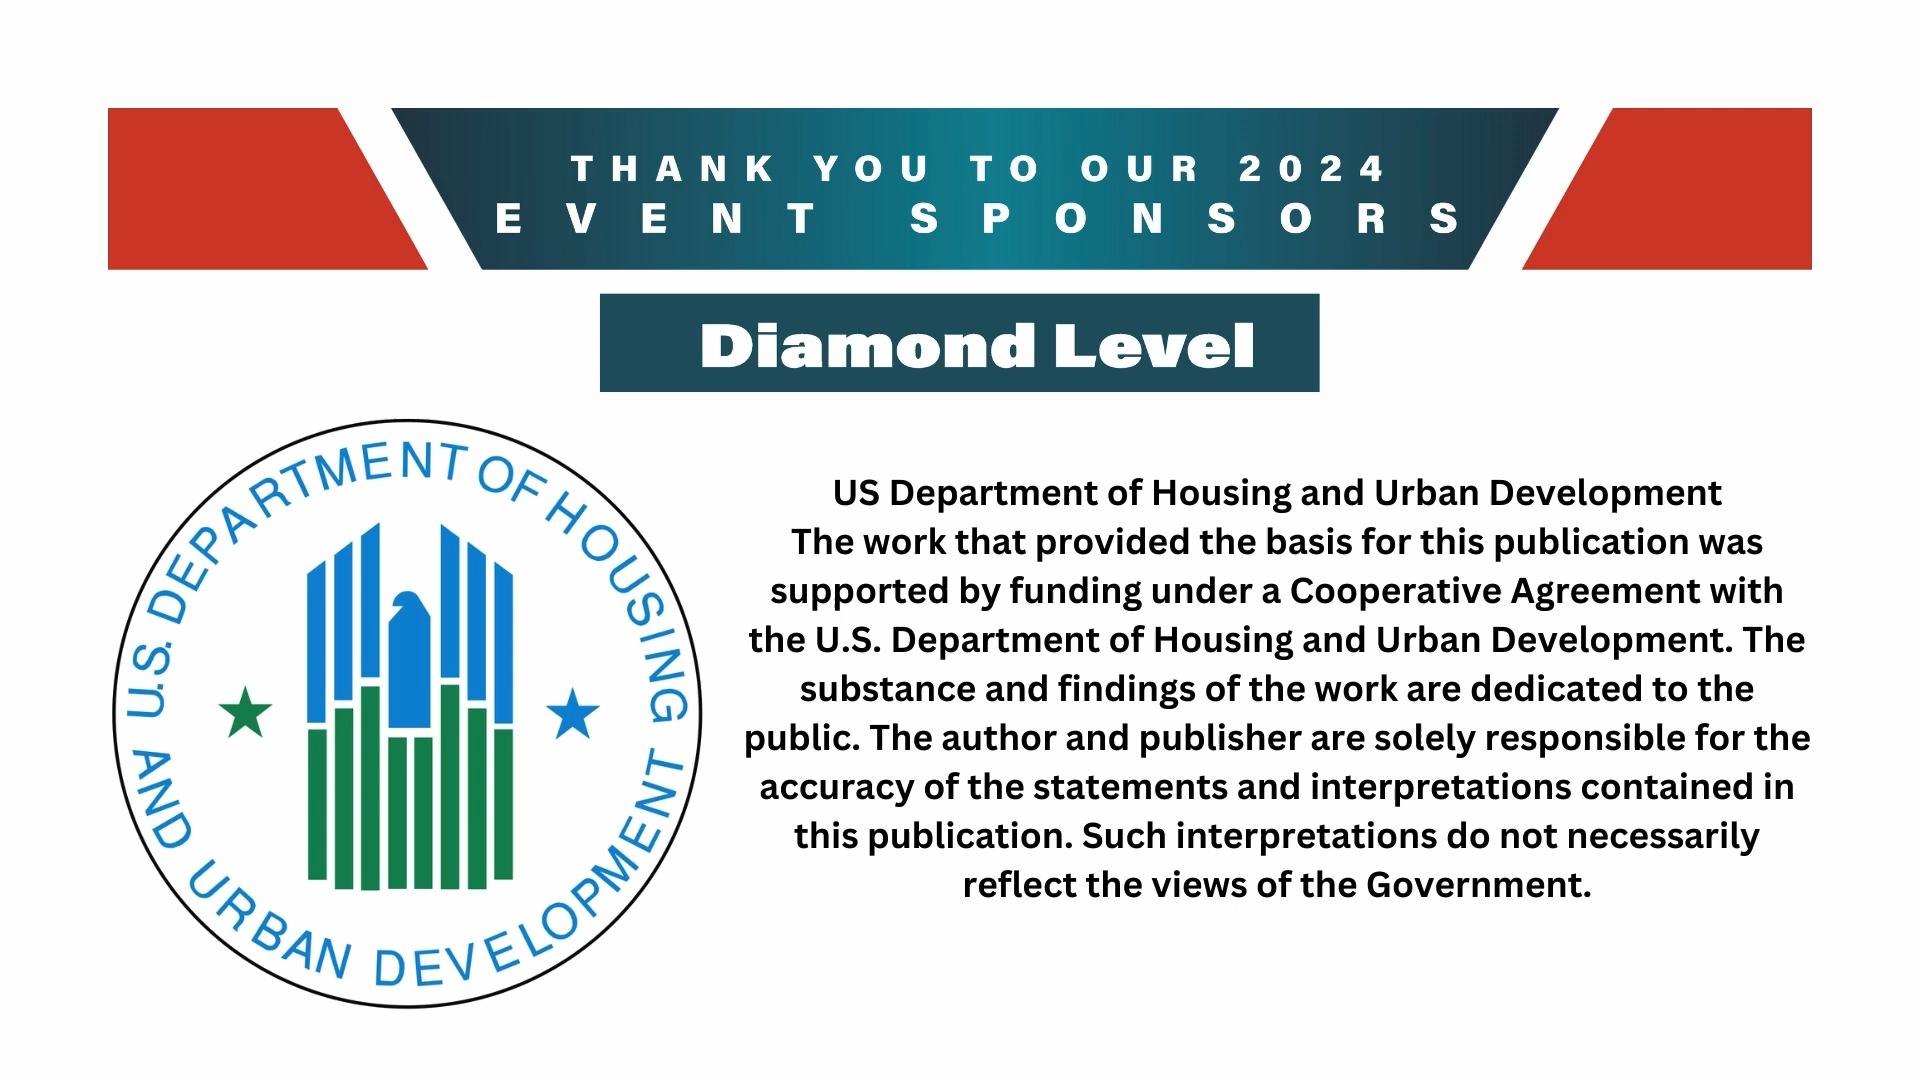 THANK YOU TO OUR 2024
EVENT SPONSORS
Diamond Level
U.S. DEPARTMENT OF HOUSING
AND URBAN DEVELOPMENT
US Department of Housing and Urban Development
The work that provided the basis for this publication was
supported by funding under a Cooperative Agreement with
the U.S. Department of Housing and Urban Development. The
substance and findings of the work are dedicated to the
public. The author and publisher are solely responsible for the
accuracy of the statements and interpretations contained in
this publication. Such interpretations do not necessarily
reflect the views of the Government.